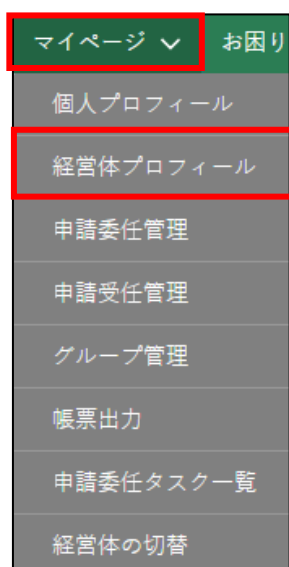 マイページ お困り
個人プロフィール
経営体プロフィール
申請委任管理
申請受任管理
グループ管理
帳票出力
申請委任タスク一覧
経営体の切替